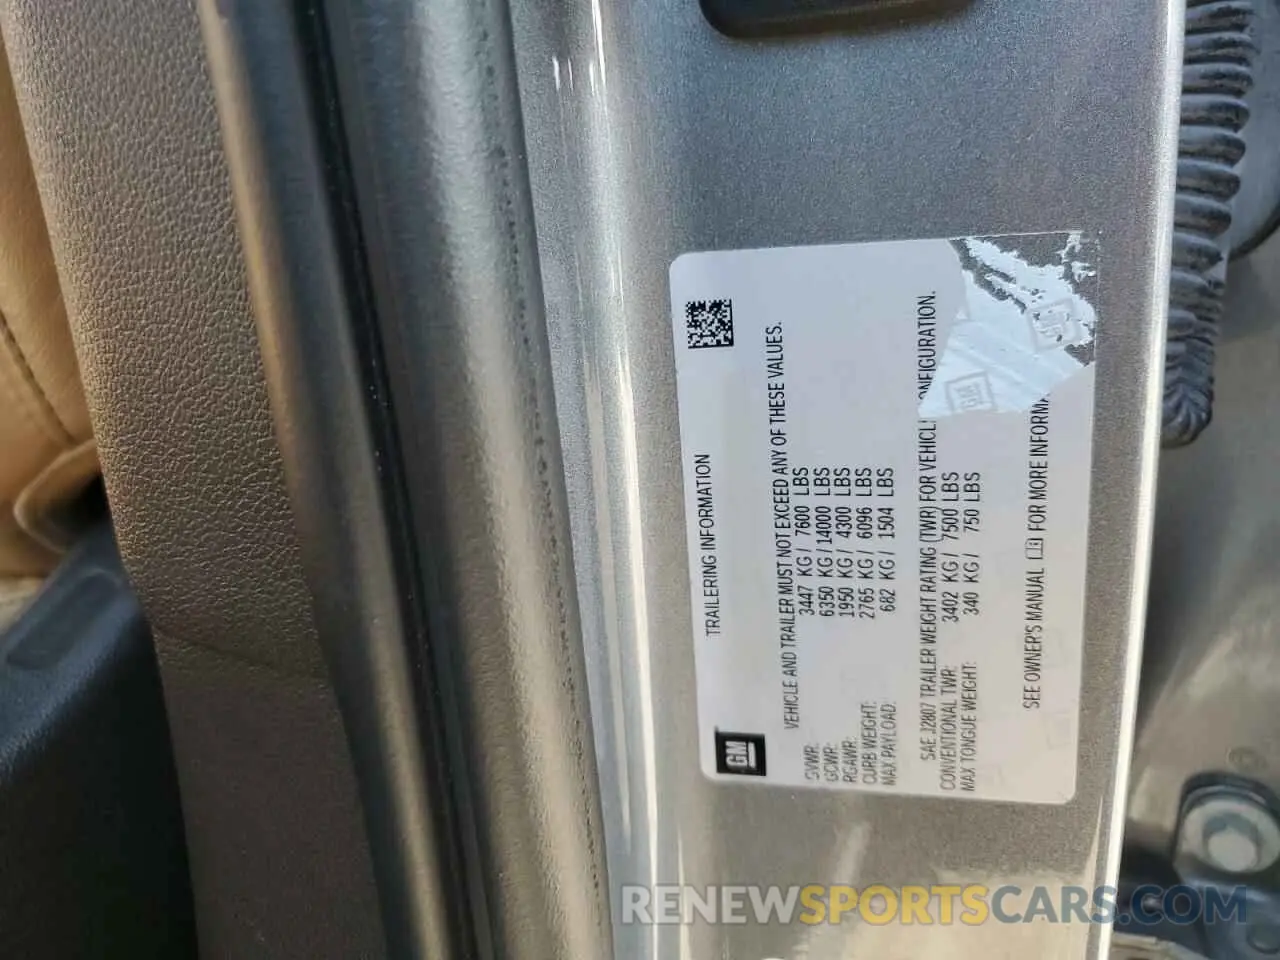 GM
TRAILERING INFORMATION
VEHICLE AND TRAILER MUST NOT EXCEED ANY OF THESE VALUES.
GVWR: 3447 KG / 7600 LBS
GCWR: 6350 KG / 14000 LBS
RGAWR: 1950 KG / 4300 LBS
CURB WEIGHT: 2765 KG / 6096 LBS
MAX PAYLOAD: 682 KG / 1504 LBS
SAE J2807 TRAILER WEIGHT RATING (TWR) FOR VEHICL ONFIGURATION.
CONVENTIONAL TWR: 3402 KG / 7500 LBS
MAX TONGUE WEIGHT: 340 KG / 750 LBS
SEE OWNER'S MANUAL FOR MORE INFORMA
GM
RENEWSPORTSCARS.COM